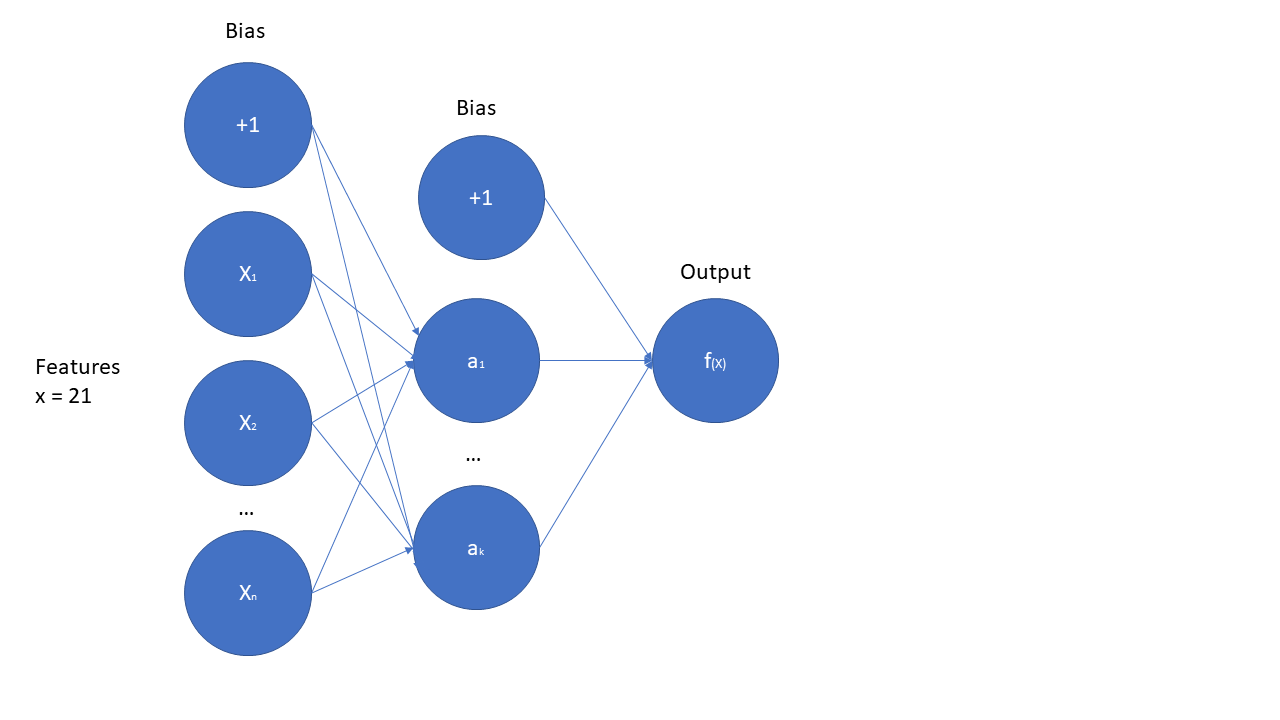 Bias
+1
X₁
Features
x = 21
X₂
...
Xₙ
Bias
+1
a₁
...
aₖ
Output
f(X)